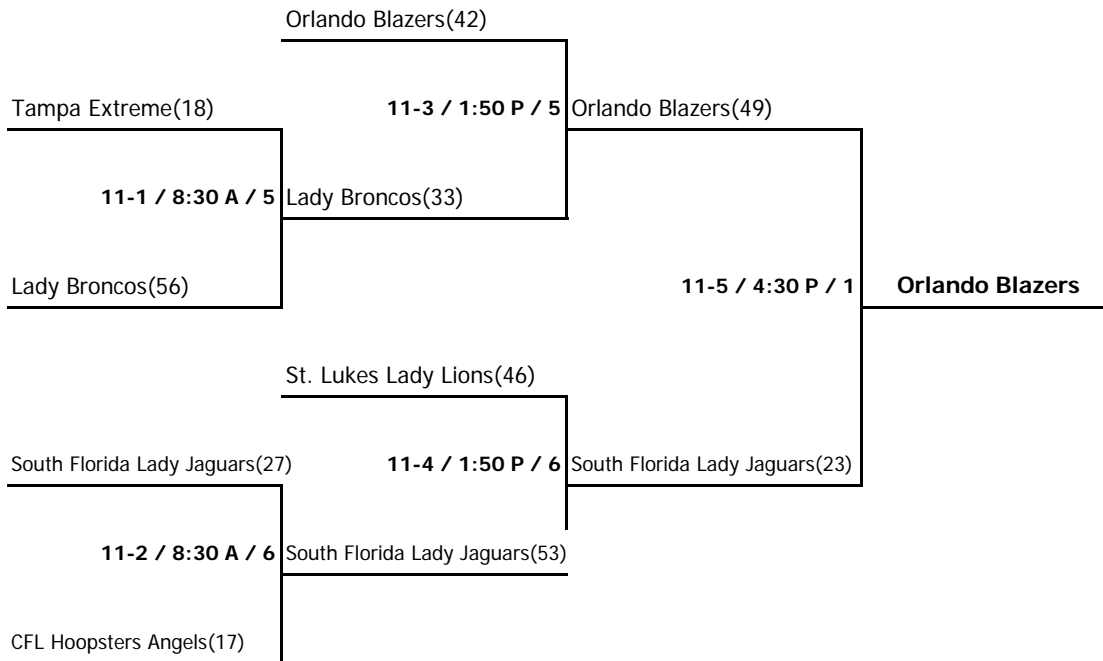 Orlando Blazers(42)
Tampa Extreme(18)
11-3 / 1:50 P / 5
Orlando Blazers(49)
11-1 / 8:30 A / 5
Lady Broncos(33)
Lady Broncos(56)
11-5 / 4:30 P / 1
Orlando Blazers
St. Lukes Lady Lions(46)
South Florida Lady Jaguars(27)
11-4 / 1:50 P / 6
South Florida Lady Jaguars(23)
11-2 / 8:30 A / 6
South Florida Lady Jaguars(53)
CFL Hoopsters Angels(17)